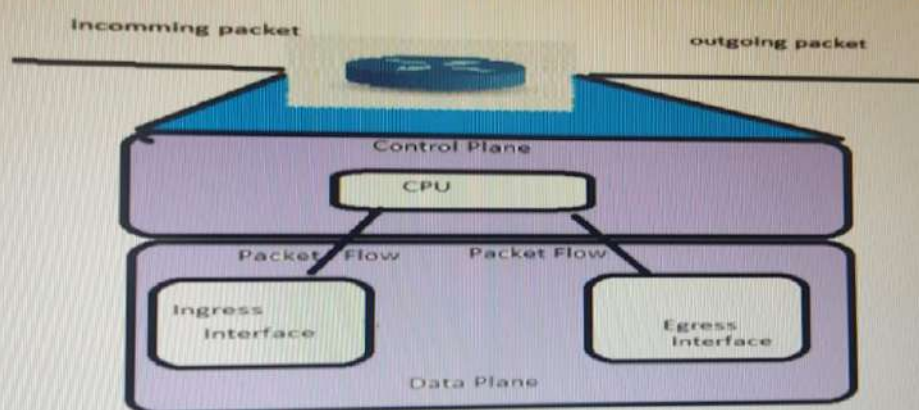 Incomming packet
outgoing packet
Control Plane
CPU
Packet Flow
Packet Flow
Ingress
Interface
Egress
Interface
Data Plane